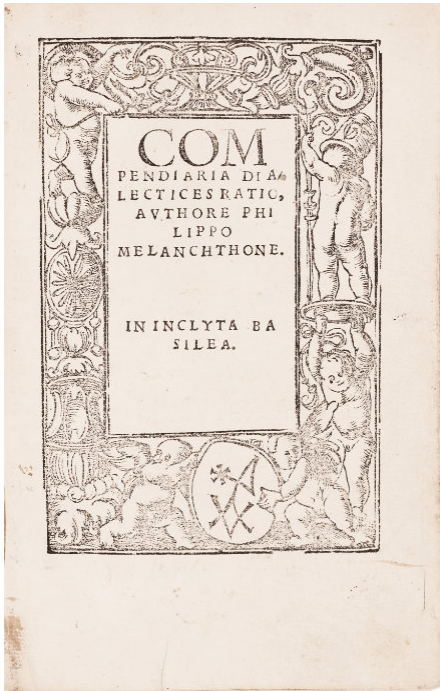 COM
PENDIARIA DIA
LECTICES RATIO,
AVTHORE PHI
LIPPO
MELANCHTHONE.
IN INCLYTA BA
SILEA.